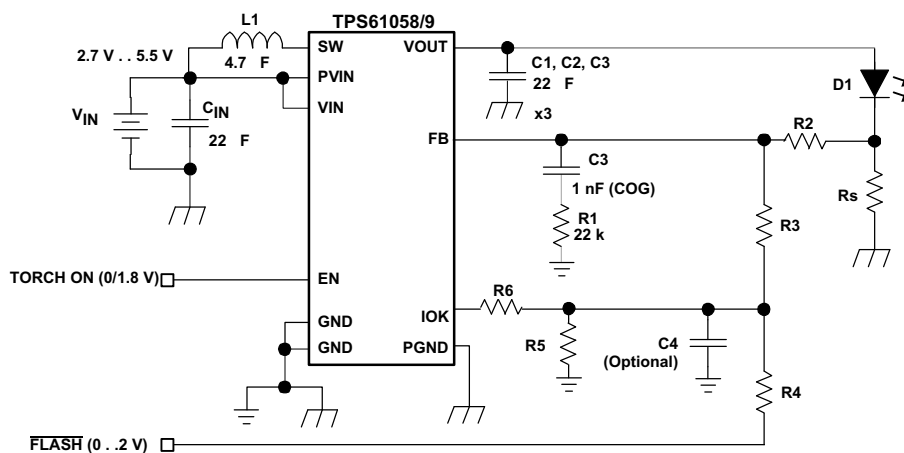 TPS61058/9
L1
4.7 F
2.7 V . . 5.5 V
SW
VOUT
PVIN
VIN
C1, C2, C3
22 F
x3
D1
VIN
CIN
22 F
FB
R2
C3
1 nF (COG)
R1
22 k
R3
Rs
TORCH ON (0/1.8 V)
EN
R6
IOK
GND
GND
PGND
R5
C4
(Optional)
R4
FLASH (0 . .2 V)